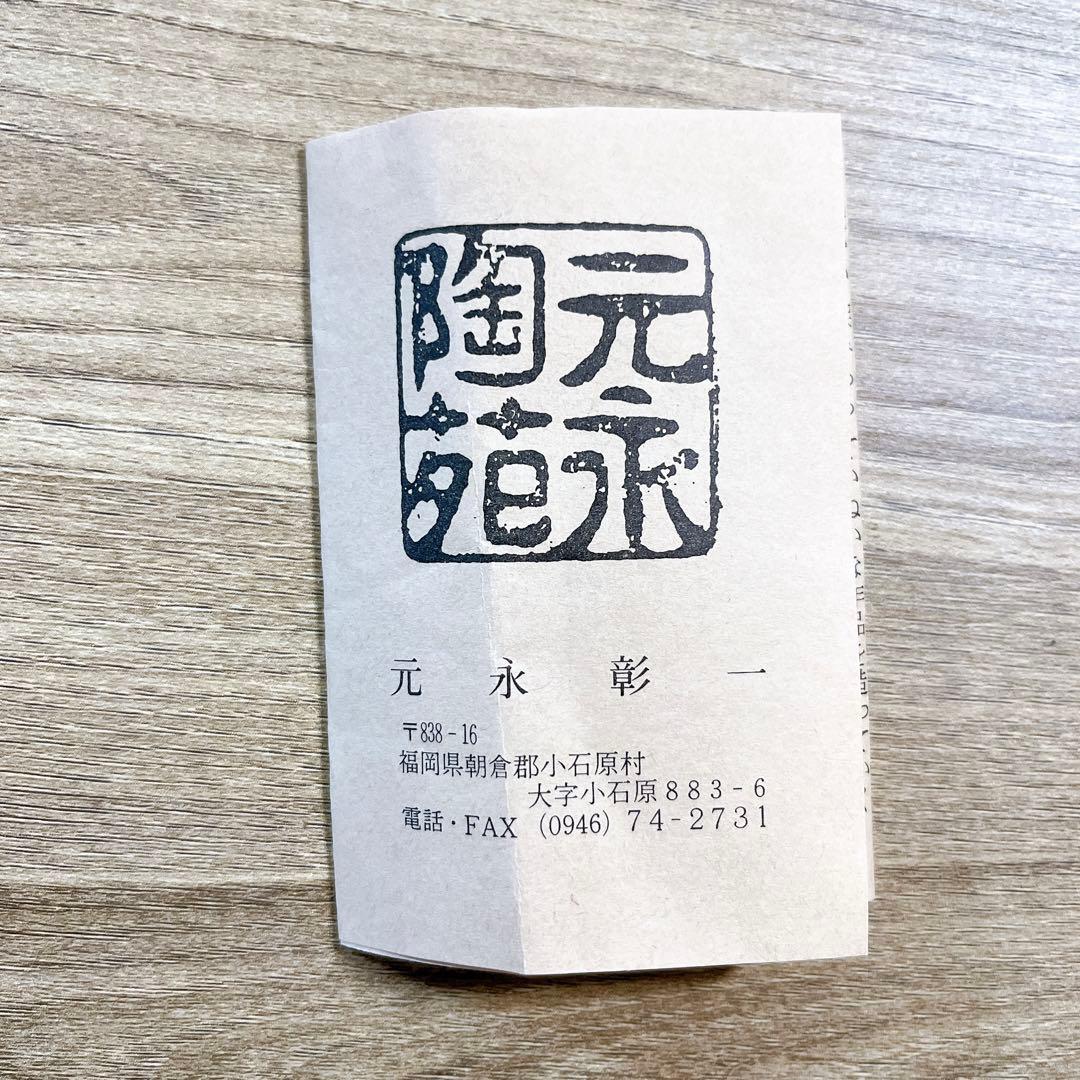 元永
陶苑
元永彰一
〒838-16
福岡県朝倉郡小石原村
大字小石原883-6
電話・FAX (0946) 74-2731